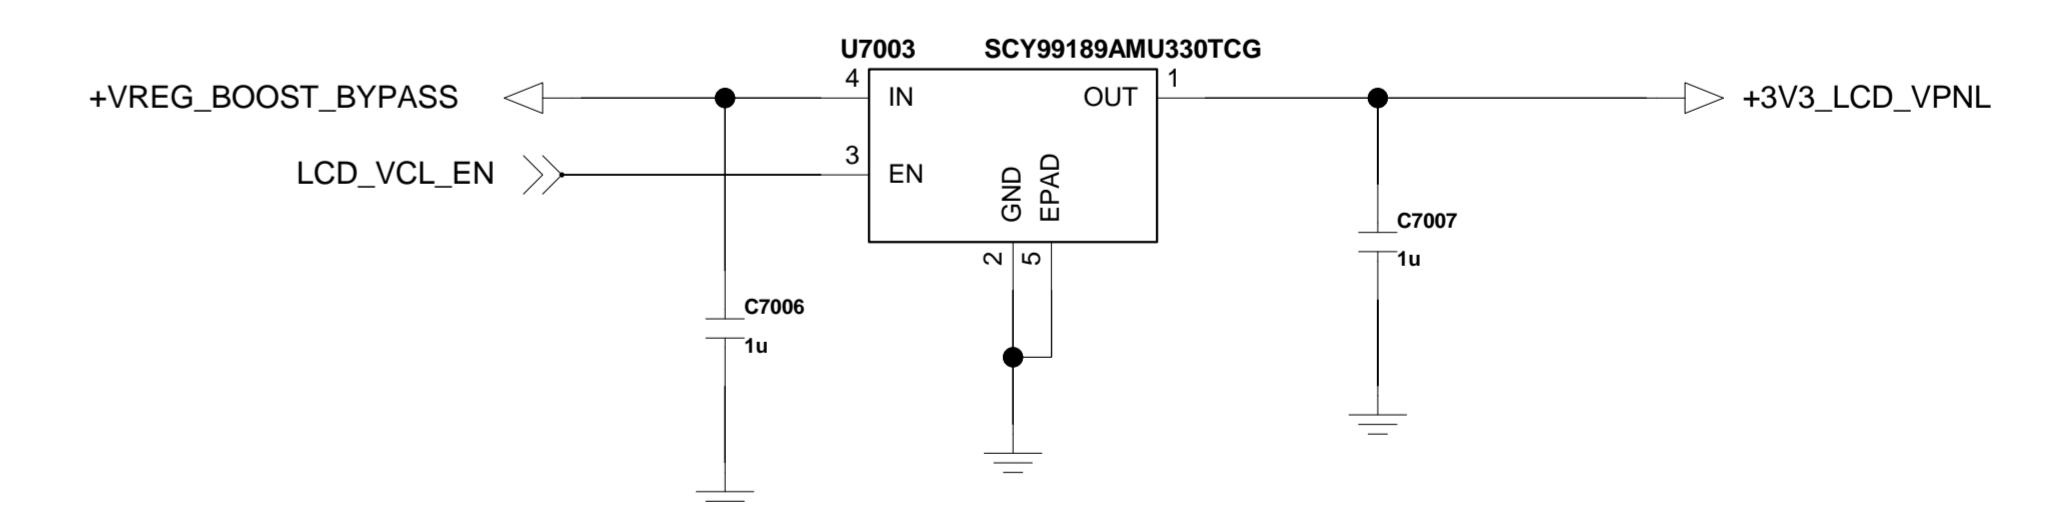 U7003 SCY99189AMU330TCG
+VREG_BOOST_BYPASS 4 IN OUT 1 +3V3_LCD_VPNL
LCD_VCL_EN 3 EN GND EPAD
2 5
C7007
1u
C7006
1u